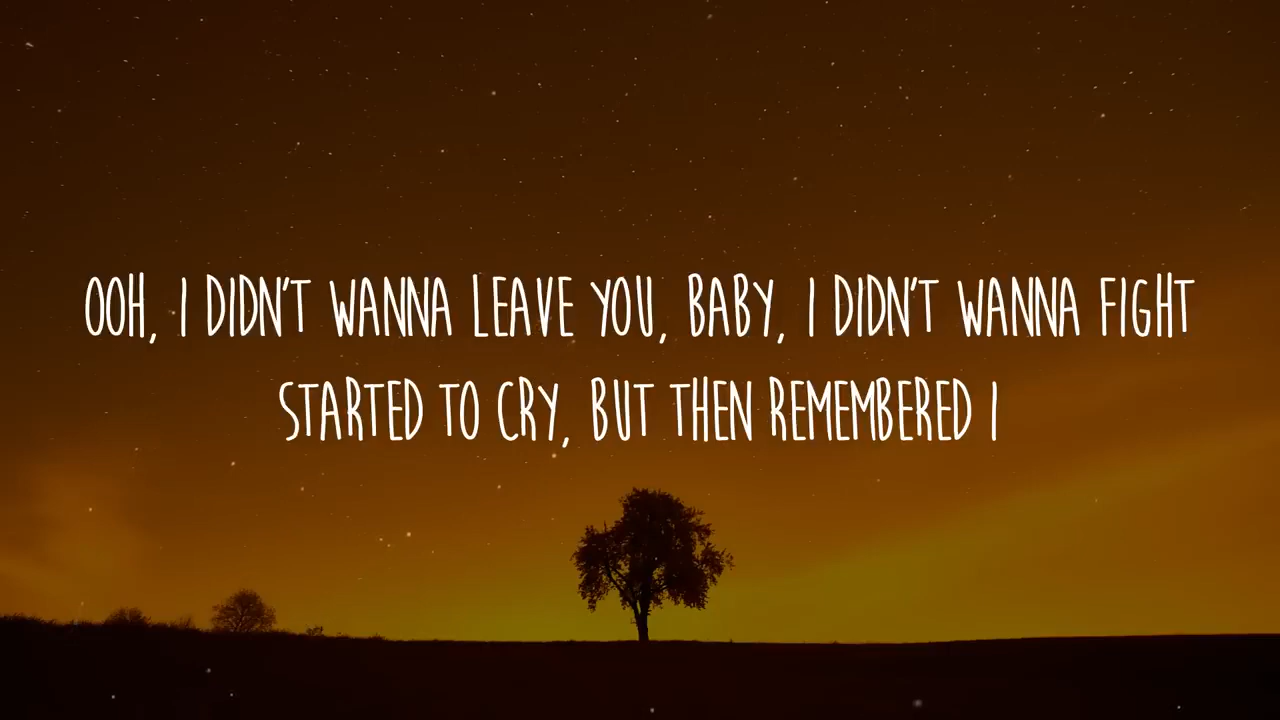 OOH, I DIDN'T WANNA LEAVE YOU, BABY, I DIDN'T WANNA FIGHT
STARTED TO CRY, BUT THEN REMEMBERED I